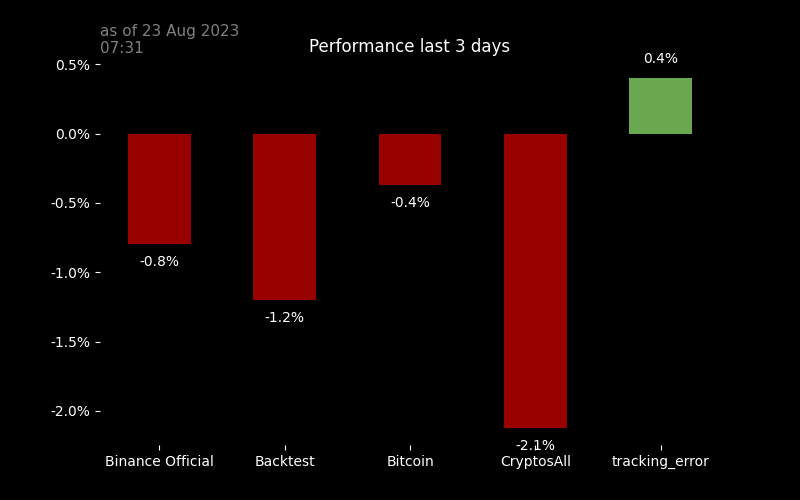 as of 23 Aug 2023
07:31
Performance last 3 days
0.5%
0.0%
-0.5%
-1.0%
-1.5%
-2.0%
-0.8%
-1.2%
-0.4%
-2.1%
0.4%
Binance Official
Backtest
Bitcoin
CryptosAll
tracking_error